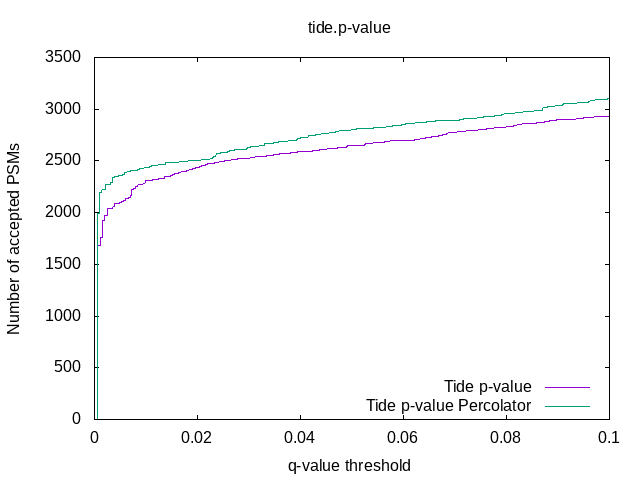 tide.p-value
3500
3000
2500
2000
1500
1000
500
0
Number of accepted PSMs
Tide p-value
Tide p-value Percolator
0 0.02 0.04 0.06 0.08 0.1
q-value threshold